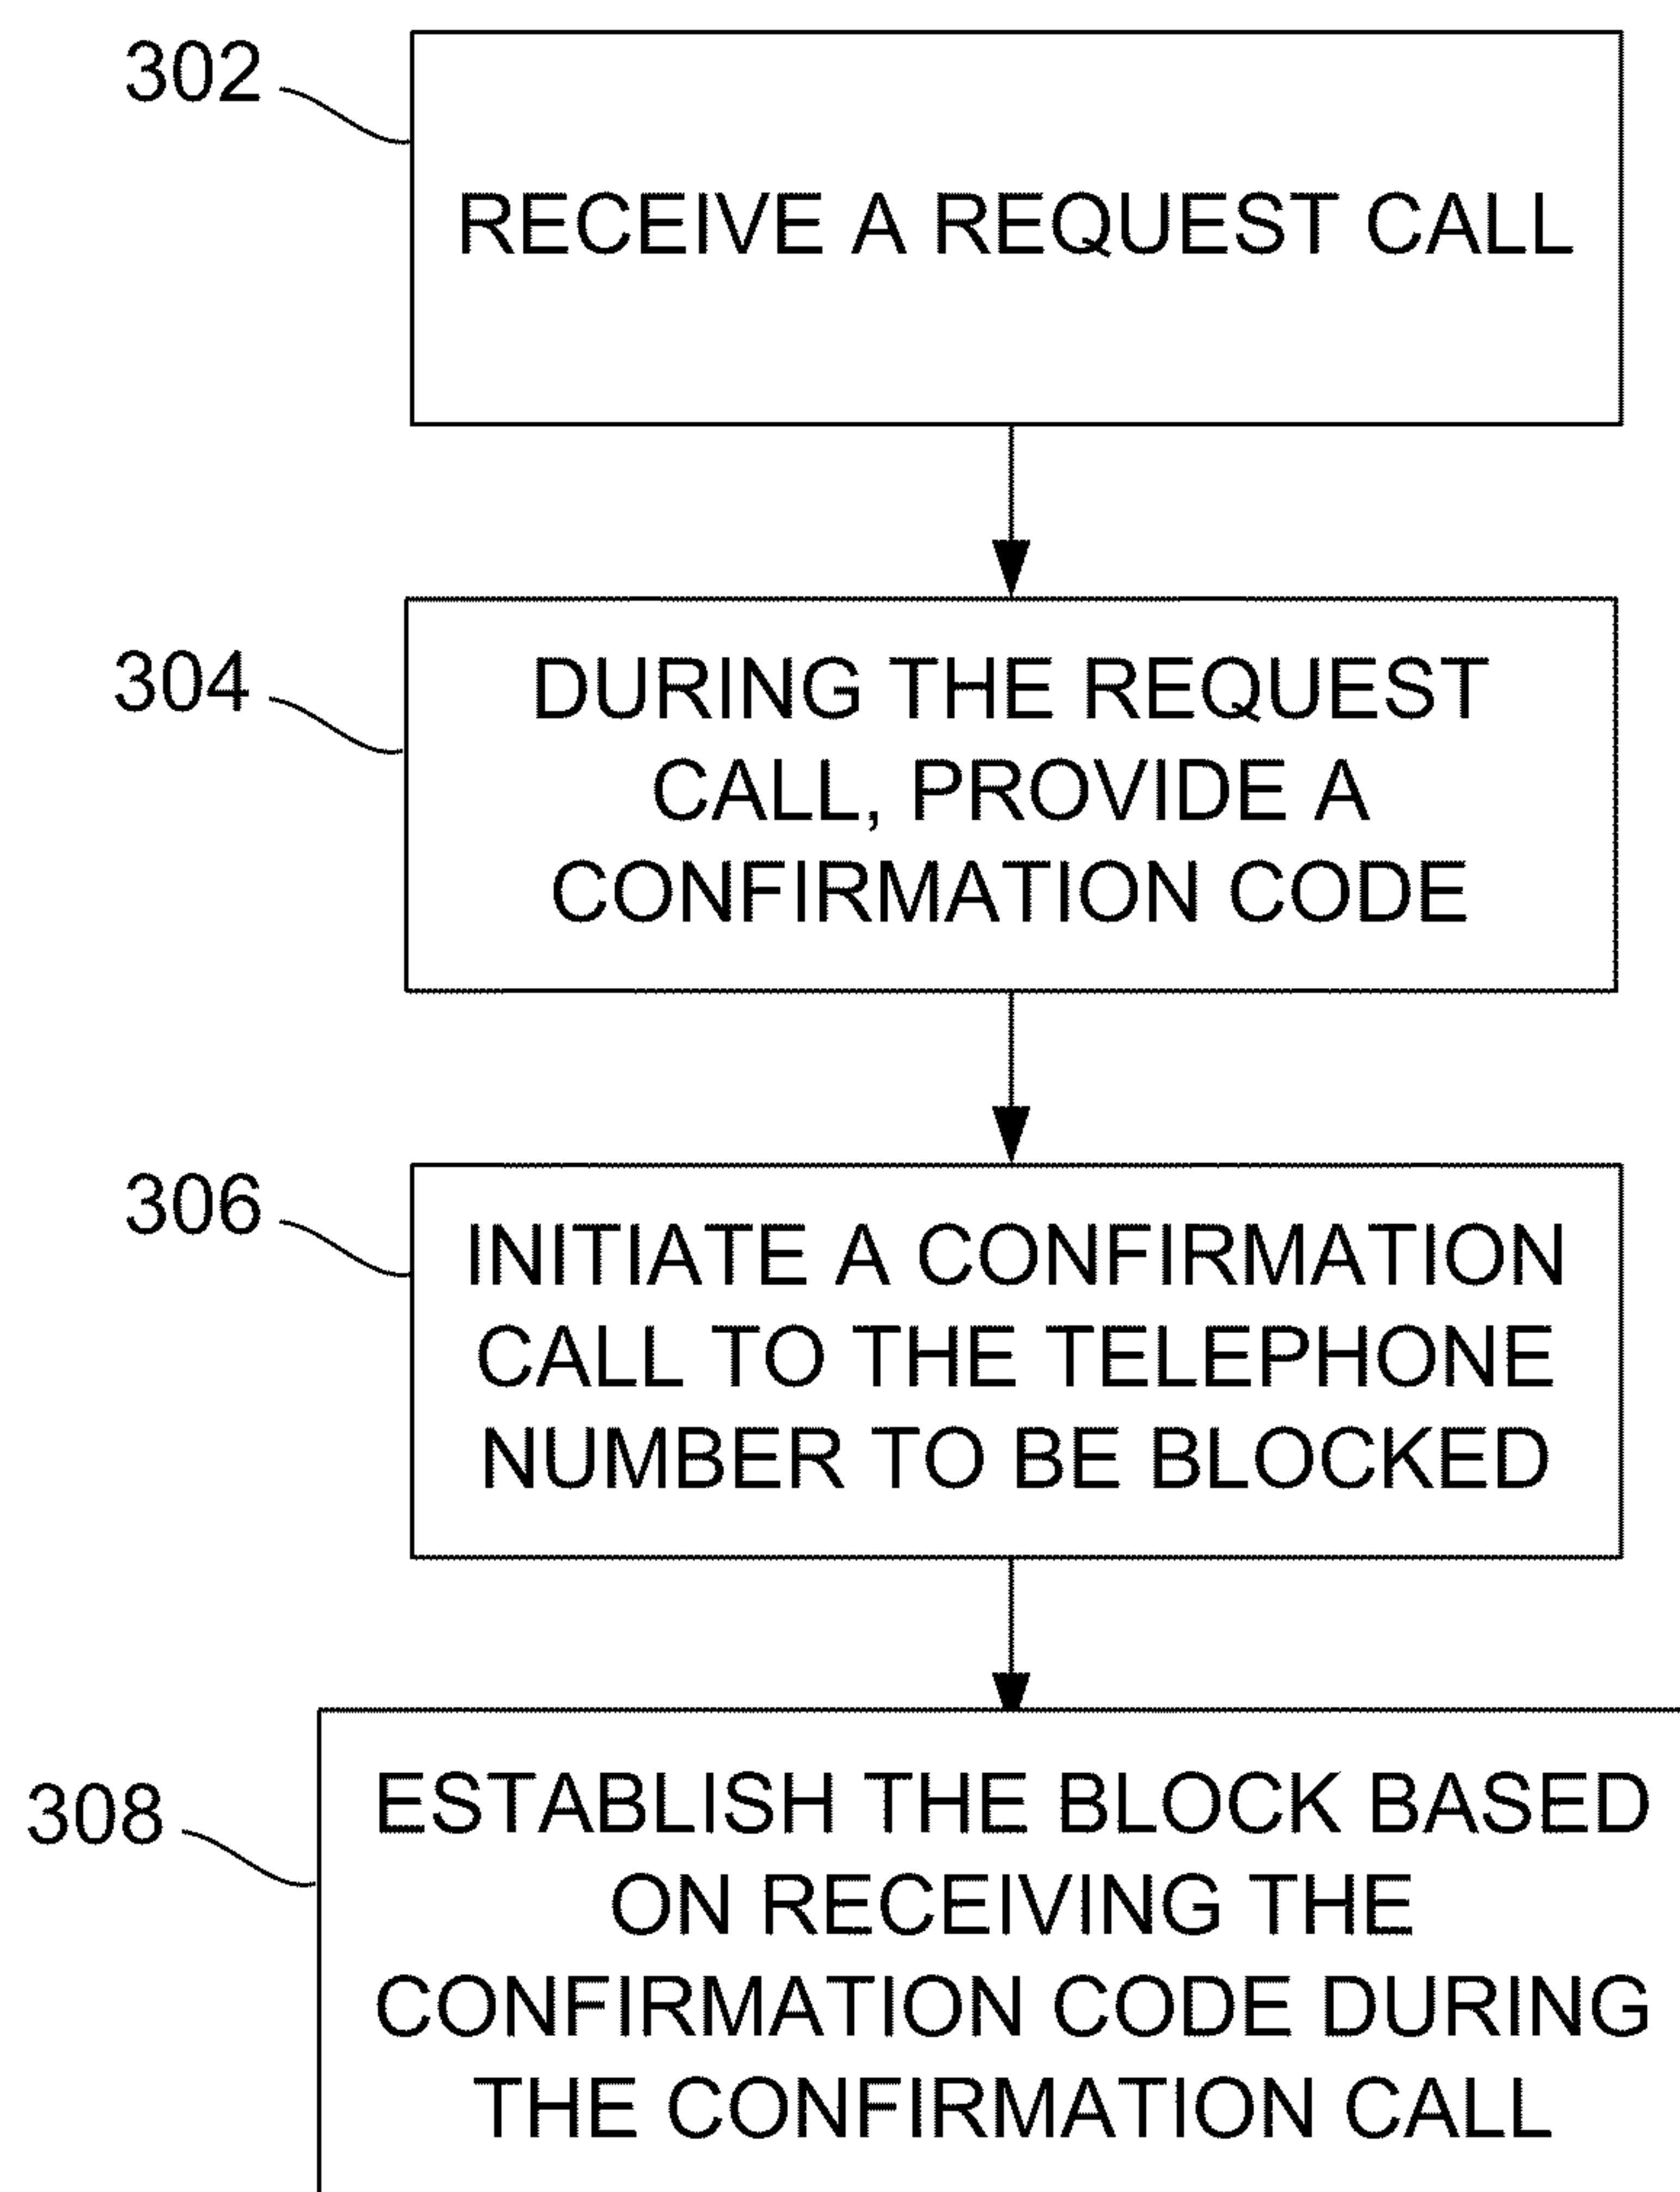 302
RECEIVE A REQUEST CALL
304
DURING THE REQUEST
CALL, PROVIDE A
CONFIRMATION CODE
306
INITIATE A CONFIRMATION
CALL TO THE TELEPHONE
NUMBER TO BE BLOCKED
308
ESTABLISH THE BLOCK BASED
ON RECEIVING THE
CONFIRMATION CODE DURING
THE CONFIRMATION CALL